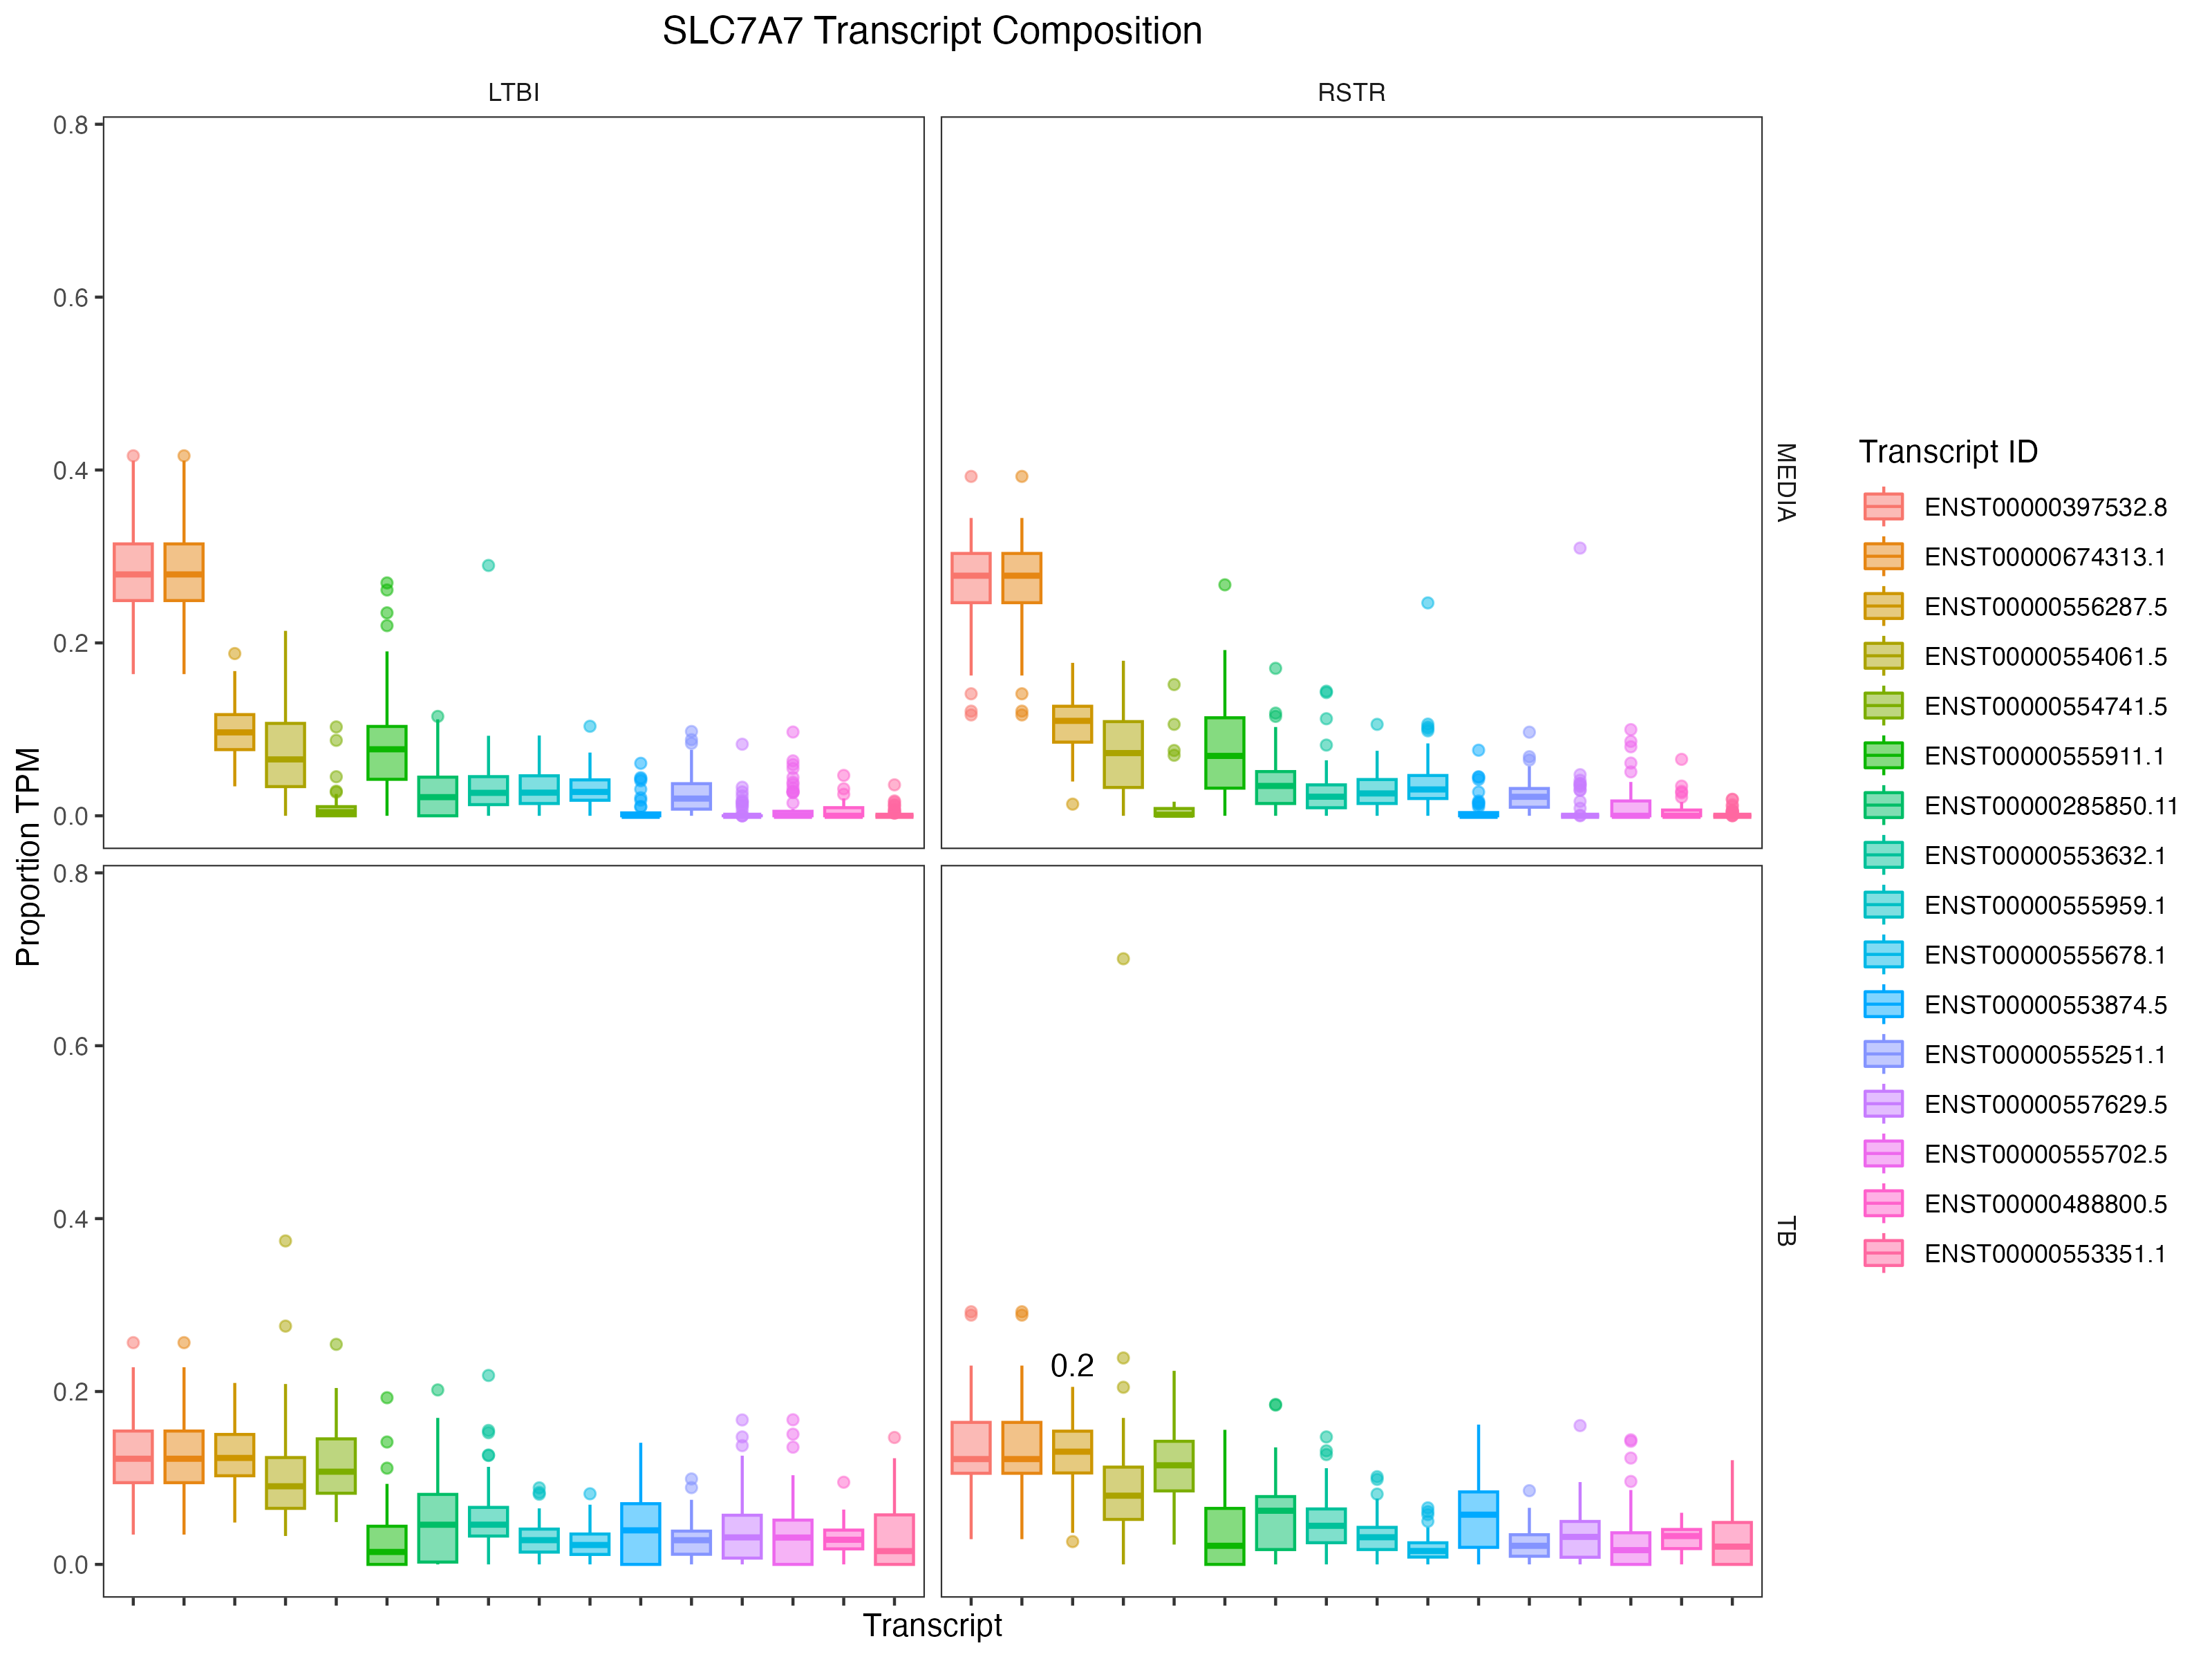 SLC7A7 Transcript Composition
LTBI
RSTR
0.8
0.6
0.4
0.2
0.0
MEDIA
0.8
0.6
0.4
0.2
0.0
0.2
TB
Proportion TPM
Transcript
Transcript ID
ENST00000397532.8
ENST00000674313.1
ENST00000556287.5
ENST00000554061.5
ENST00000554741.5
ENST00000555911.1
ENST00000285850.11
ENST00000553632.1
ENST00000555959.1
ENST00000555678.1
ENST00000553874.5
ENST00000555251.1
ENST00000557629.5
ENST00000555702.5
ENST00000488800.5
ENST00000553351.1